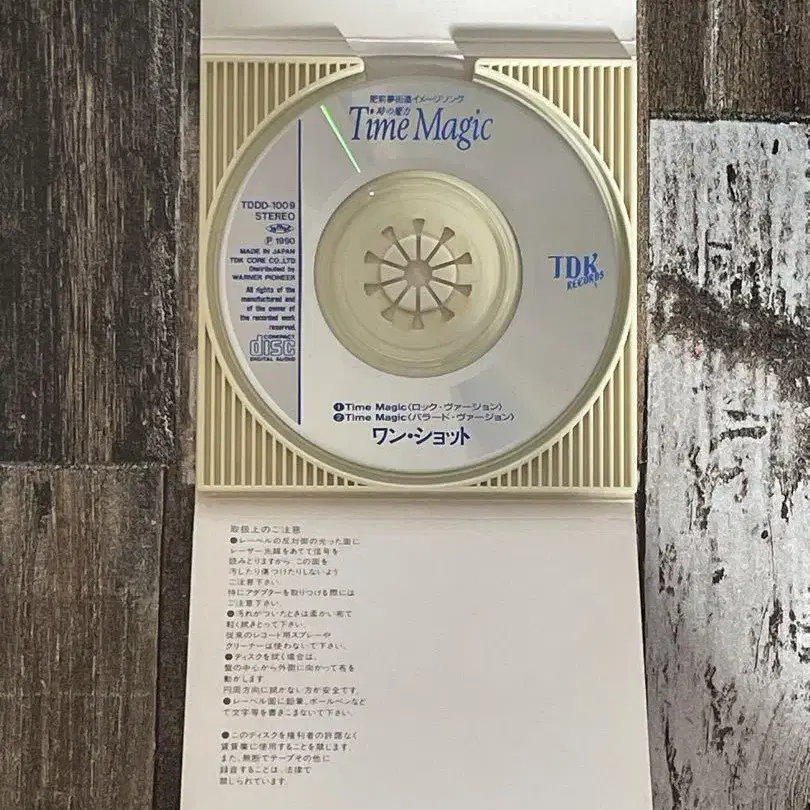 肥前夢街道イメージソング
時の魔力
Time Magic
TDDD-1009
STEREO
P 1990
MADE IN JAPAN
TDK CORE CO.,LTD
Distributed by
WARNER PIONEER
All rights of the
manufactured and
of the owner of
the recorded work
reserved.
COMPACT
disc
DIGITAL AUDIO
TDK
RECORDS
❶Time Magic〈ロック・ヴァージョン〉
❷Time Magic〈バラード・ヴァージョン〉
ワン・ショット
取扱上のご注意
●レーベルの反対側の光った面に
レーザー光線をあてて信号を
読みとりますから この面を
汚したり傷つけたりしないよう
ご注意下さい.
特にアダプターを取りつける際には
ご注意下さい.
●汚れがついたときは柔かい布で
軽く拭きとって下さい.
従来のレコード用スプレーや
クリーナーは使わないで下さい.
●ディスクを拭く場合は、
盤の中心から外側に向かって布を
動かします
円周方向に拭かない方が安全です.
●レーベル面に鉛筆、ボールペンなど
で文字等を書きこまないで下さい.
●このディスクを権利者の許諾なく
賃貸業に使用することを禁じます.
また、無断でテープその他に
録音することは、法律で
禁じられています.